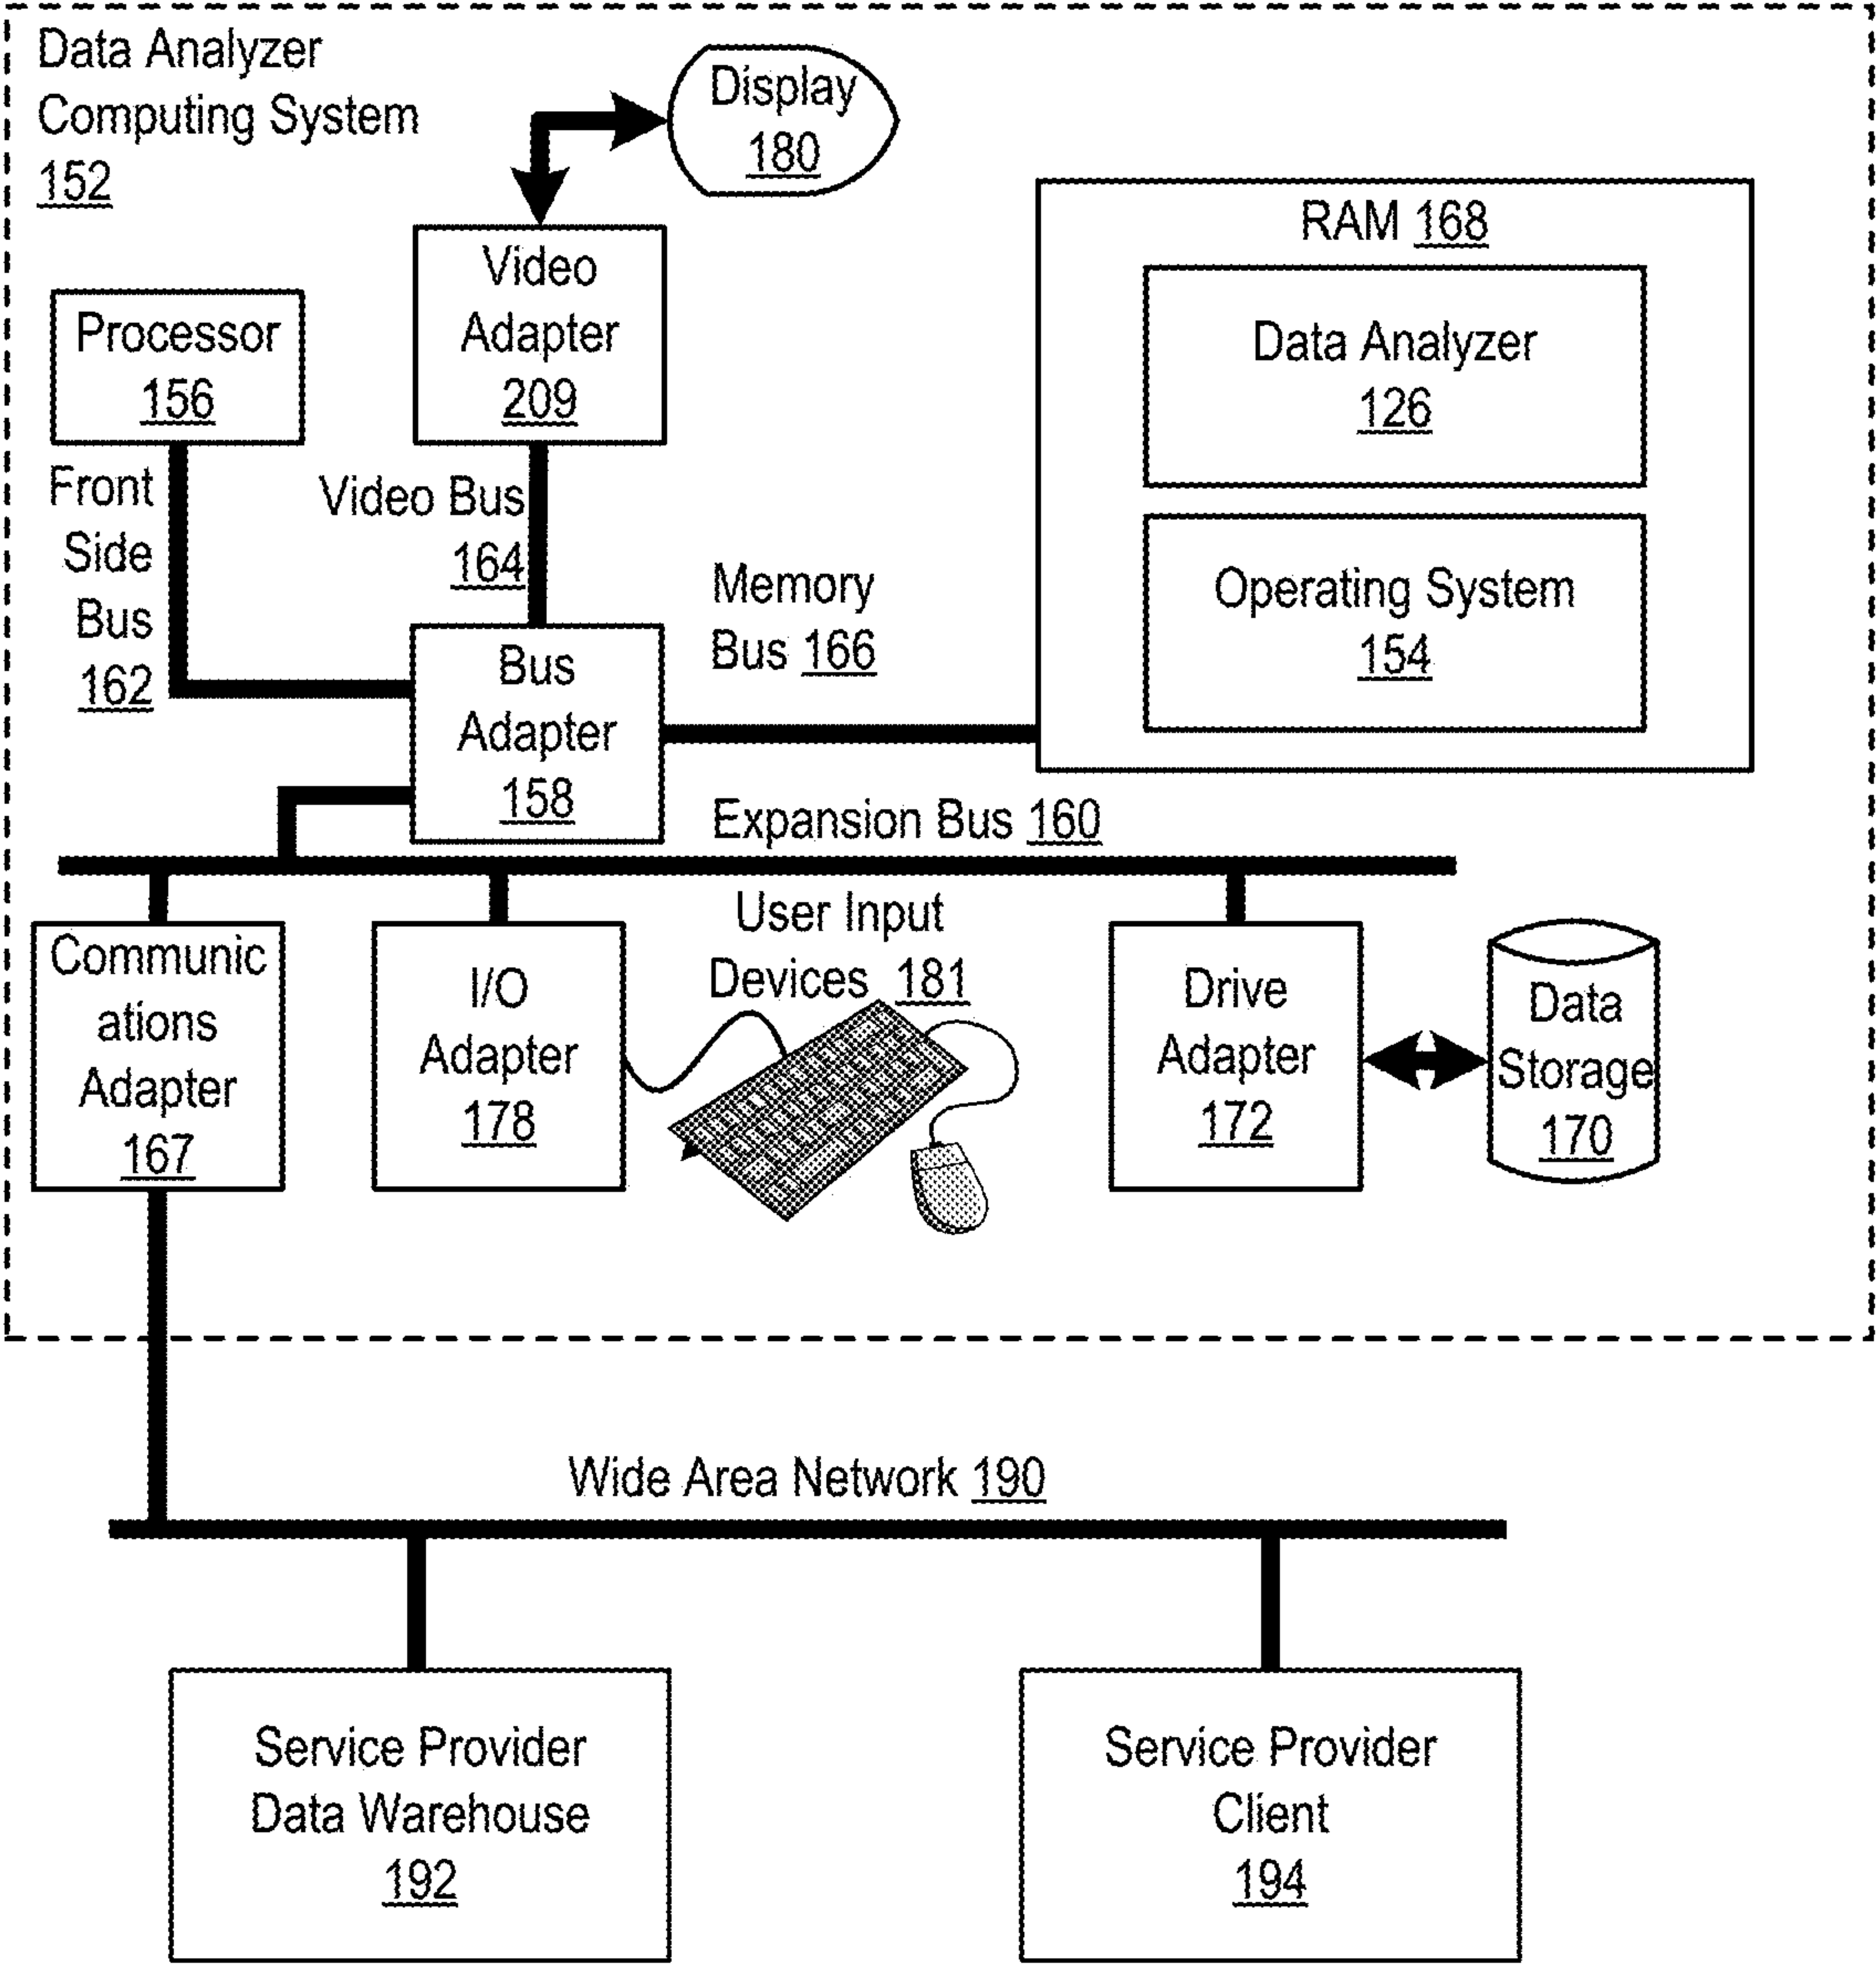 Data Analyzer
Computing System
152
Display
180
Video
Adapter
209
Processor
156
RAM 168
Data Analyzer
126
Operating System
154
Front
Side
Bus
162
Video Bus
164
Memory
Bus 166
Bus
Adapter
158
Expansion Bus 160
Communic
ations
Adapter
167
I/O
Adapter
178
User Input
Devices 181
Drive
Adapter
172
Data
Storage
170
Wide Area Network 190
Service Provider
Data Warehouse
192
Service Provider
Client
194